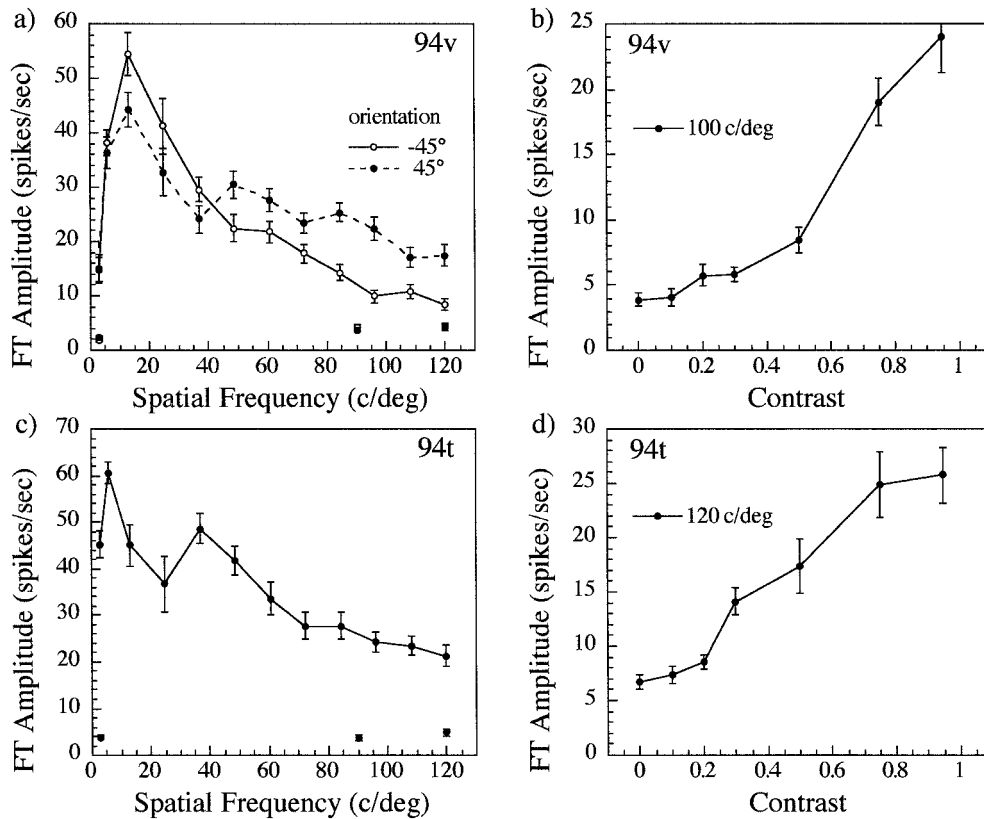 a)
94v
FT Amplitude (spikes/sec)
60
50
40
30
20
10
0
orientation
-45°
45°
0 20 40 60 80 100 120
Spatial Frequency (c/deg)
b)
94v
FT Amplitude (spikes/sec)
25
20
15
10
5
0
100 c/deg
0 0.2 0.4 0.6 0.8 1
Contrast
c)
94t
FT Amplitude (spikes/sec)
70
60
50
40
30
20
10
0
0 20 40 60 80 100 120
Spatial Frequency (c/deg)
d)
94t
FT Amplitude (spikes/sec)
30
25
20
15
10
5
0
120 c/deg
0 0.2 0.4 0.6 0.8 1
Contrast